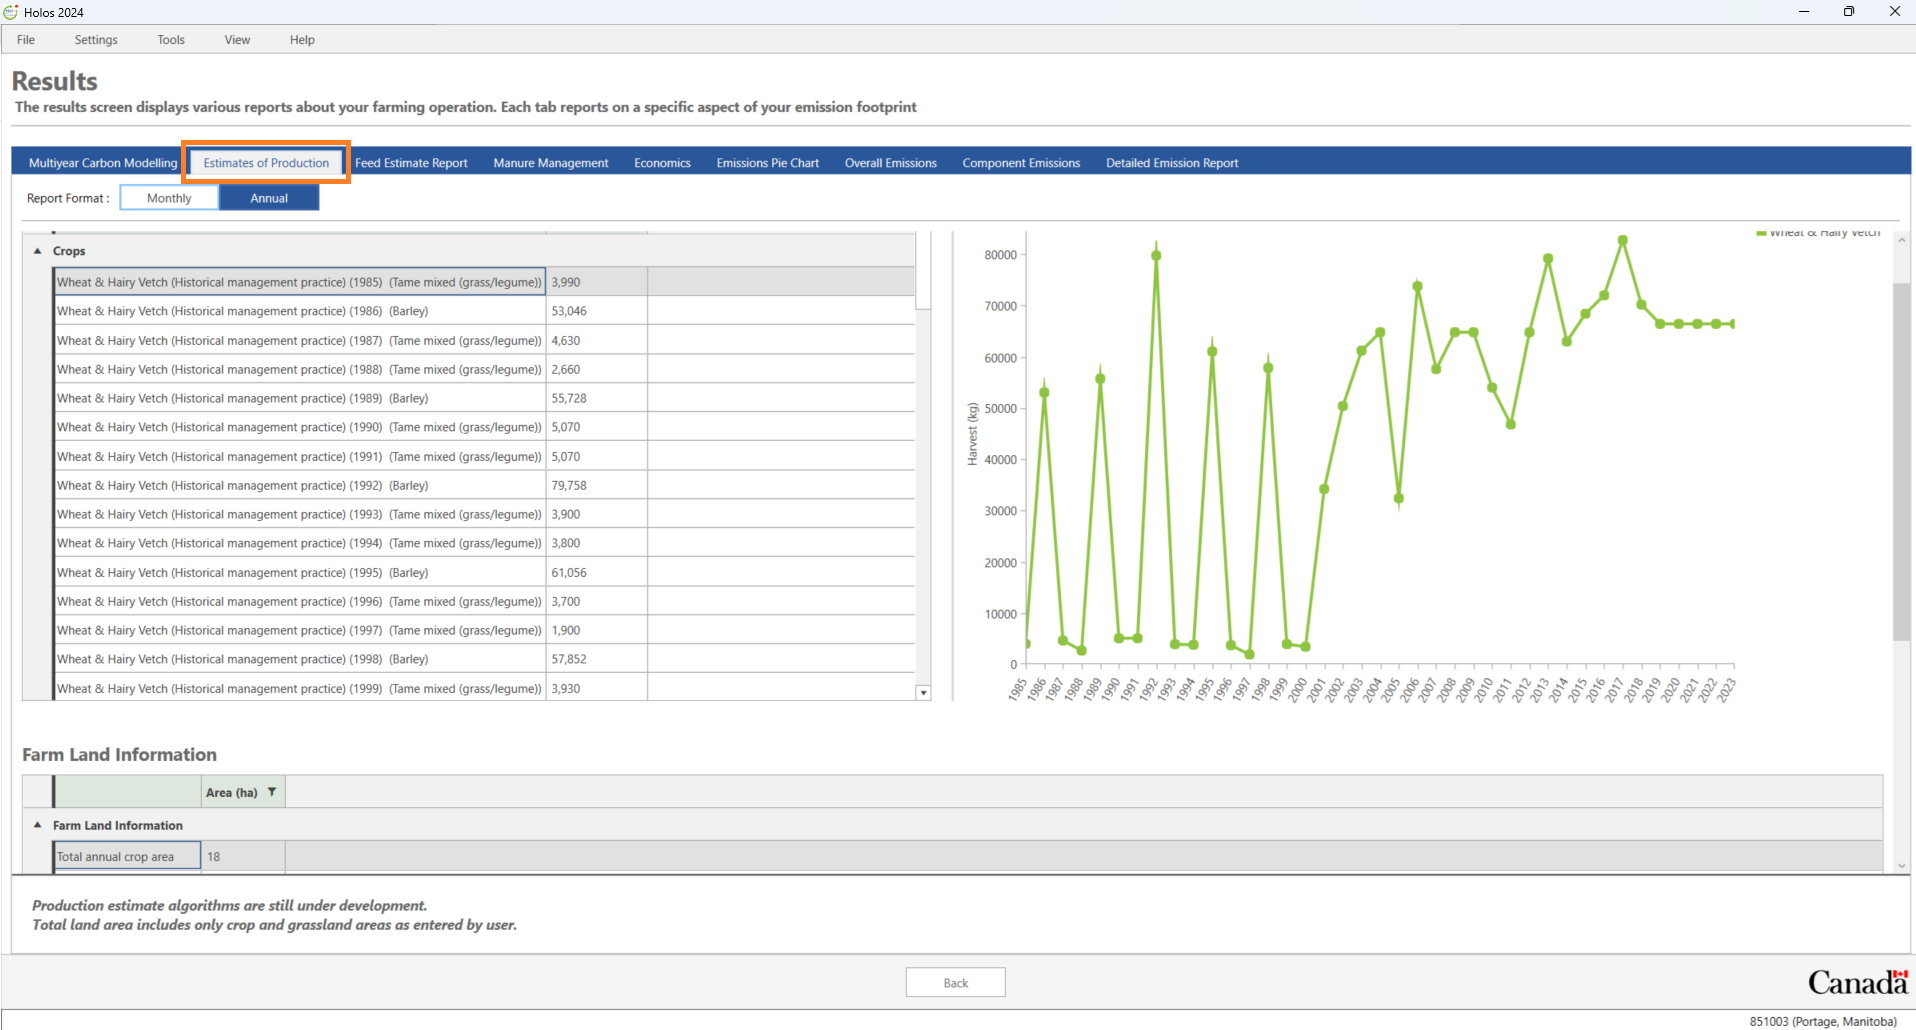 Holos 2024
File Settings Tools View Help
Results
The results screen displays various reports about your farming operation. Each tab reports on a specific aspect of your emission footprint
Multiyear Carbon Modelling Estimates of Production Feed Estimate Report Manure Management Economics Emissions Pie Chart Overall Emissions Component Emissions Detailed Emission Report
Report Format : Monthly Annual
Crops
Wheat & Hairy Vetch (Historical management practice) (1985) (Tame mixed (grass/legume)) 3,990
Wheat & Hairy Vetch (Historical management practice) (1986) (Barley) 53,046
Wheat & Hairy Vetch (Historical management practice) (1987) (Tame mixed (grass/legume)) 4,630
Wheat & Hairy Vetch (Historical management practice) (1988) (Tame mixed (grass/legume)) 2,660
Wheat & Hairy Vetch (Historical management practice) (1989) (Barley) 55,728
Wheat & Hairy Vetch (Historical management practice) (1990) (Tame mixed (grass/legume)) 5,070
Wheat & Hairy Vetch (Historical management practice) (1991) (Tame mixed (grass/legume)) 5,070
Wheat & Hairy Vetch (Historical management practice) (1992) (Barley) 79,758
Wheat & Hairy Vetch (Historical management practice) (1993) (Tame mixed (grass/legume)) 3,900
Wheat & Hairy Vetch (Historical management practice) (1994) (Tame mixed (grass/legume)) 3,800
Wheat & Hairy Vetch (Historical management practice) (1995) (Barley) 61,056
Wheat & Hairy Vetch (Historical management practice) (1996) (Tame mixed (grass/legume)) 3,700
Wheat & Hairy Vetch (Historical management practice) (1997) (Tame mixed (grass/legume)) 1,900
Wheat & Hairy Vetch (Historical management practice) (1998) (Barley) 57,852
Wheat & Hairy Vetch (Historical management practice) (1999) (Tame mixed (grass/legume)) 3,930
Wheat & Hairy Vetch
Harvest (kg)
80000
70000
60000
50000
40000
30000
20000
10000
0
1985 1986 1987 1988 1989 1990 1991 1992 1993 1994 1995 1996 1997 1998 1999 2000 2001 2002 2003 2004 2005 2006 2007 2008 2009 2010 2011 2012 2013 2014 2015 2016 2017 2018 2019 2020 2021 2022 2023
Farm Land Information
Area (ha)
Farm Land Information
Total annual crop area 18
Production estimate algorithms are still under development.
Total land area includes only crop and grassland areas as entered by user.
Back
Canada
851003 (Portage, Manitoba)